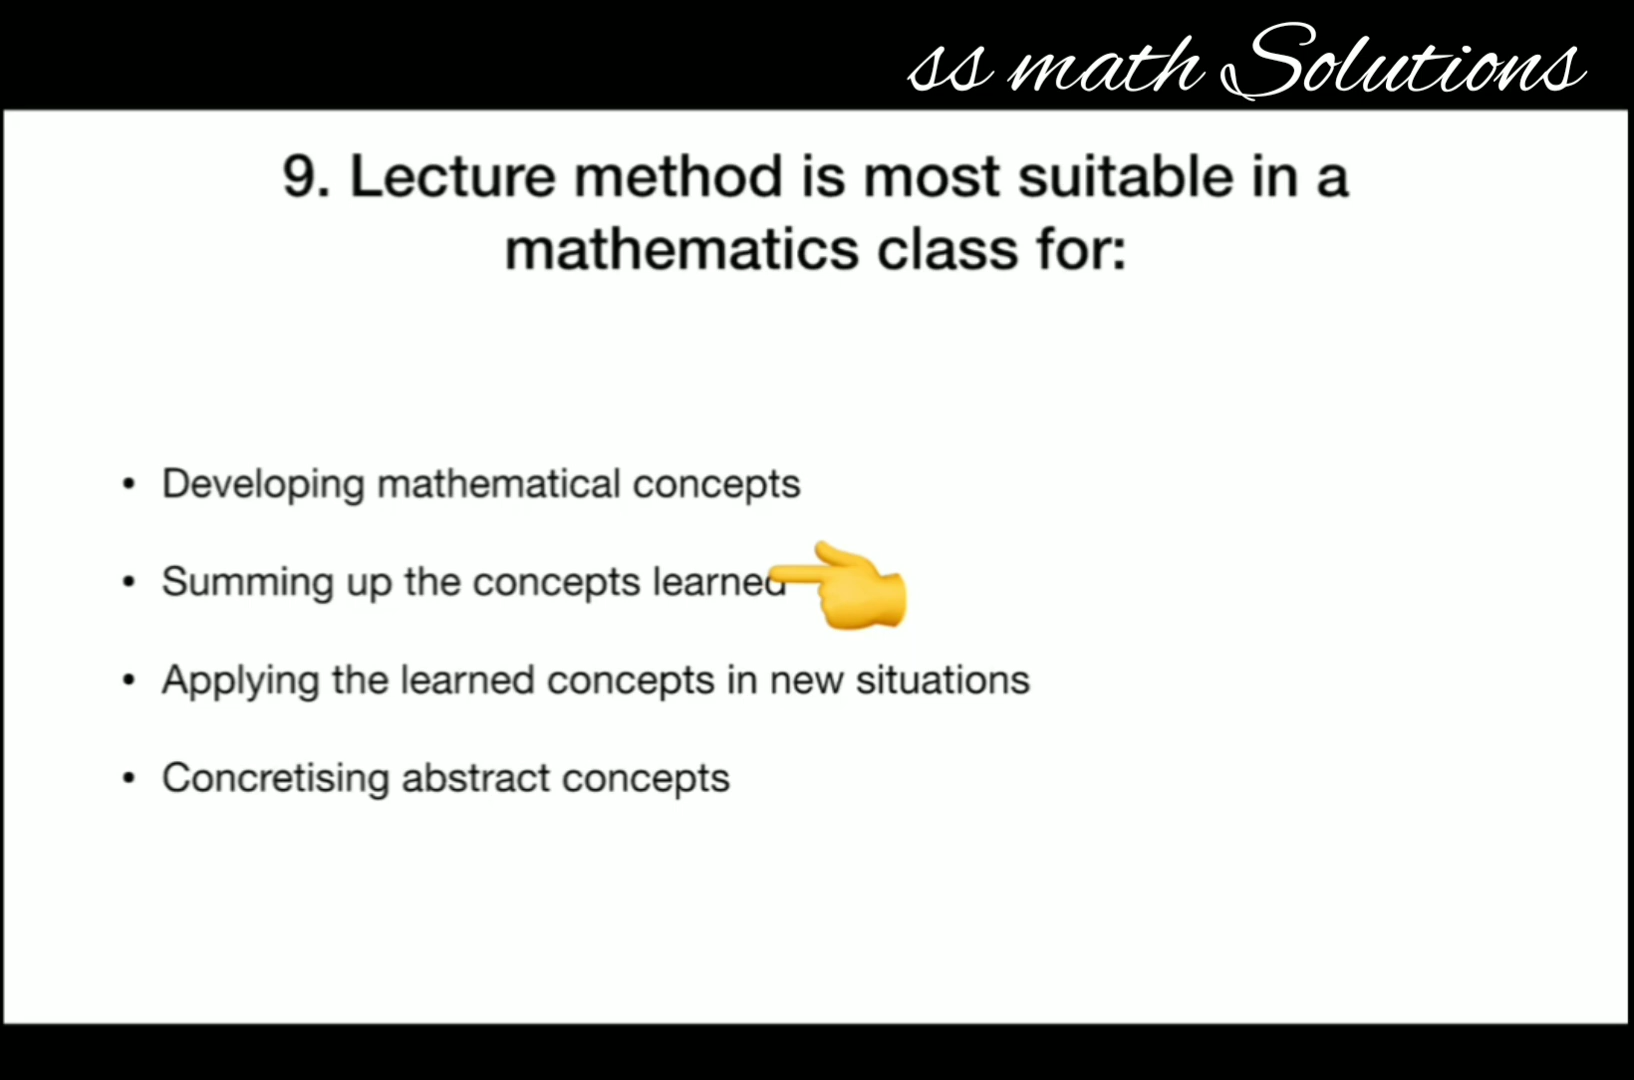 ss math Solutions
9. Lecture method is most suitable in a
mathematics class for:
• Developing mathematical concepts
• Summing up the concepts learned
• Applying the learned concepts in new situations
• Concretising abstract concepts